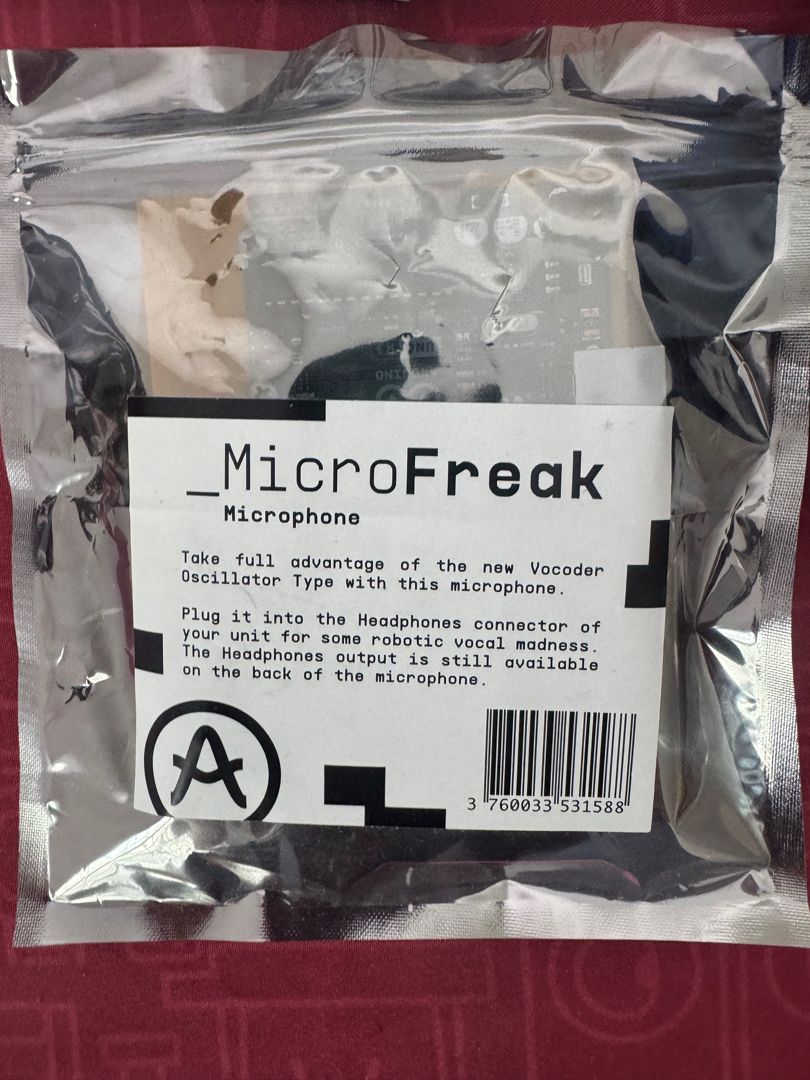 _MicroFreak
Microphone
Take full advantage of the new Vocoder
Oscillator Type with this microphone.
Plug it into the Headphones connector of
your unit for some robotic vocal madness.
The Headphones output is still available
on the back of the microphone.
3 760033 531588